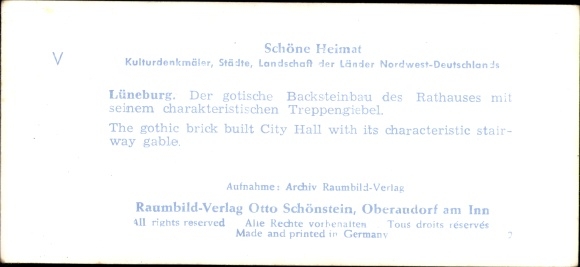 V
Schöne Heimat
Kulturdenkmäler, Städte, Landschaft der Länder Nordwest-Deutschlands
Lüneburg. Der gotische Backsteinbau des Rathauses mit
seinem charakteristischen Treppengiebel.
The gothic brick built City Hall with its characteristic stair-
way gable.
Aufnahme: Archiv Raumbild-Verlag
Raumbild-Verlag Otto Schönstein, Oberaudorf am Inn
All rights reserved Alle Rechte vorbehalten Tous droits réservés
Made and printed in Germany 7